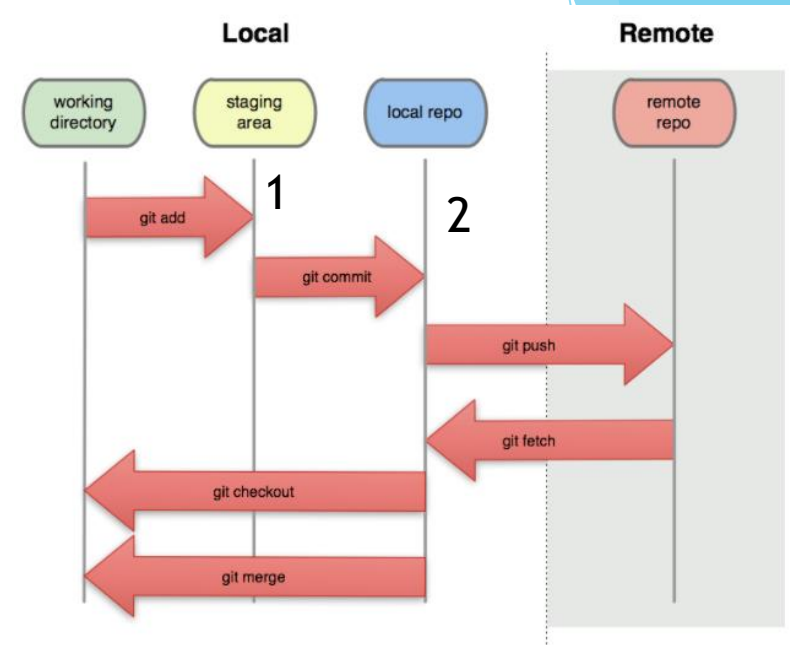 Local
Remote
working
directory
staging
area
local repo
remote
repo
1
git add
2
git commit
git push
git fetch
git checkout
git merge